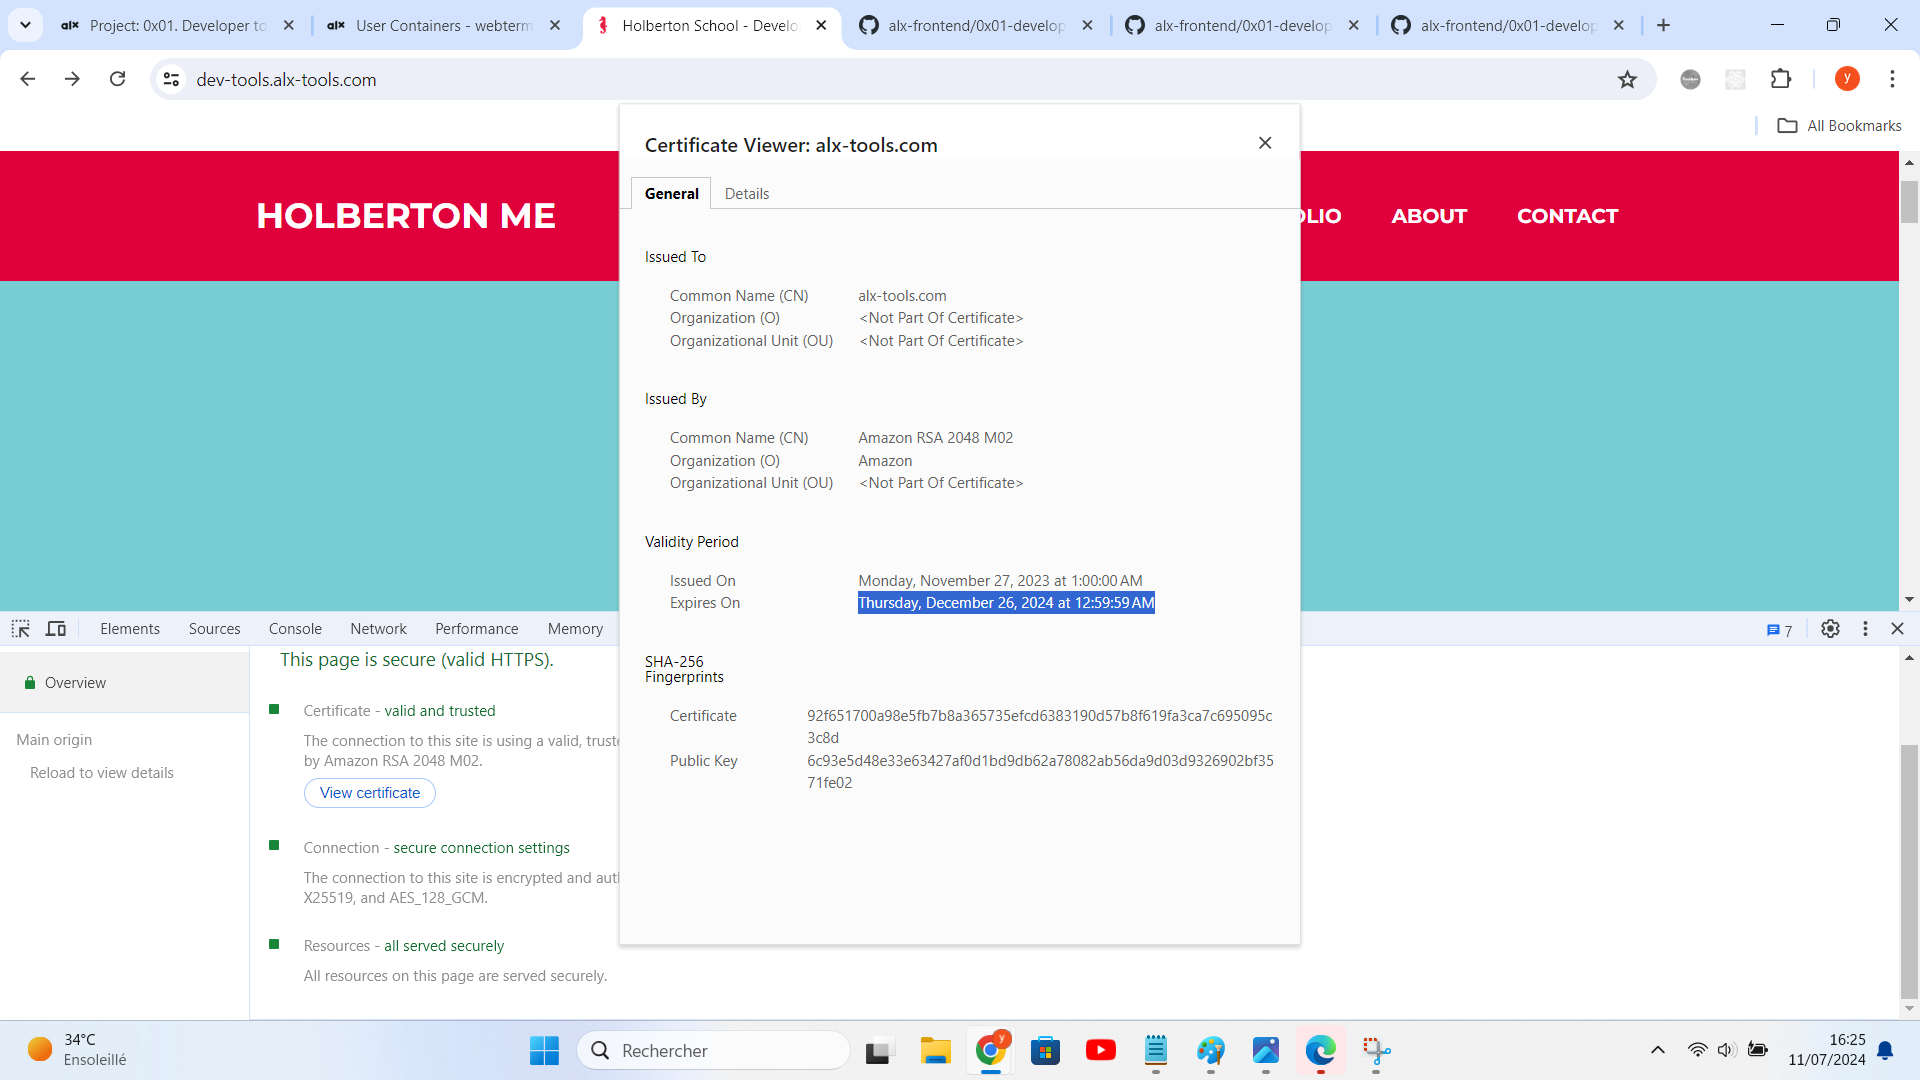 Project: 0x01. Developer to
User Containers - webterm
Holberton School - Develo
alx-frontend/0x01-develop
alx-frontend/0x01-develop
alx-frontend/0x01-develop
dev-tools.alx-tools.com
y
All Bookmarks
HOLBERTON ME
OLIO
ABOUT
CONTACT
Certificate Viewer: alx-tools.com
General
Details
Issued To
Common Name (CN) alx-tools.com
Organization (O) <Not Part Of Certificate>
Organizational Unit (OU) <Not Part Of Certificate>
Issued By
Common Name (CN) Amazon RSA 2048 M02
Organization (O) Amazon
Organizational Unit (OU) <Not Part Of Certificate>
Validity Period
Issued On Monday, November 27, 2023 at 1:00:00 AM
Expires On Thursday, December 26, 2024 at 12:59:59 AM
SHA-256
Fingerprints
Certificate 92f651700a98e5fb7b8a365735efcd6383190d57b8f619fa3ca7c695095c
3c8d
Public Key 6c93e5d48e33e63427af0d1bd9db62a78082ab56da9d03d9326902bf35
71fe02
Elements
Sources
Console
Network
Performance
Memory
7
Overview
Main origin
Reload to view details
This page is secure (valid HTTPS).
Certificate - valid and trusted
The connection to this site is using a valid, truste
by Amazon RSA 2048 M02.
View certificate
Connection - secure connection settings
The connection to this site is encrypted and aut
X25519, and AES_128_GCM.
Resources - all served securely
All resources on this page are served securely.
34°C
Ensoleillé
Rechercher
16:25
11/07/2024